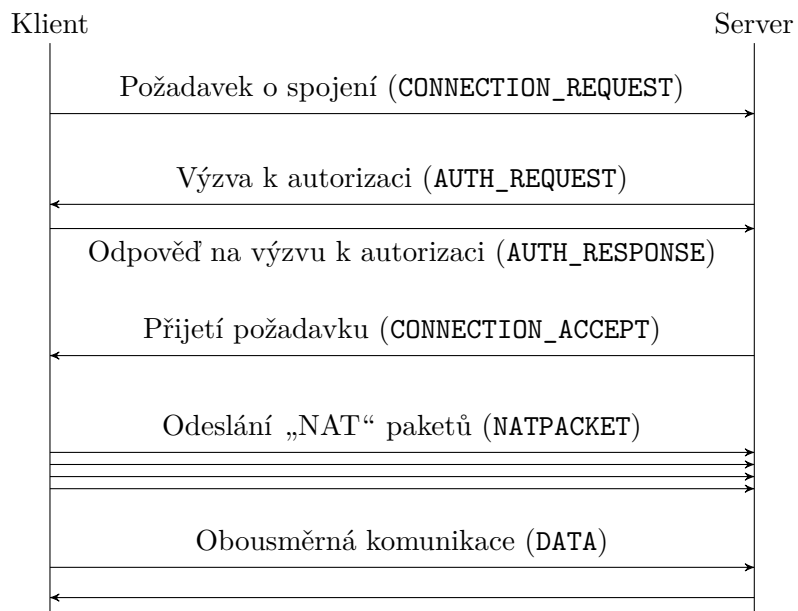 Klient
Server
Požadavek o spojení (CONNECTION_REQUEST)
Výzva k autorizaci (AUTH_REQUEST)
Odpověď na výzvu k autorizaci (AUTH_RESPONSE)
Přijetí požadavku (CONNECTION_ACCEPT)
Odeslání „NAT“ paketů (NATPACKET)
Obousměrná komunikace (DATA)